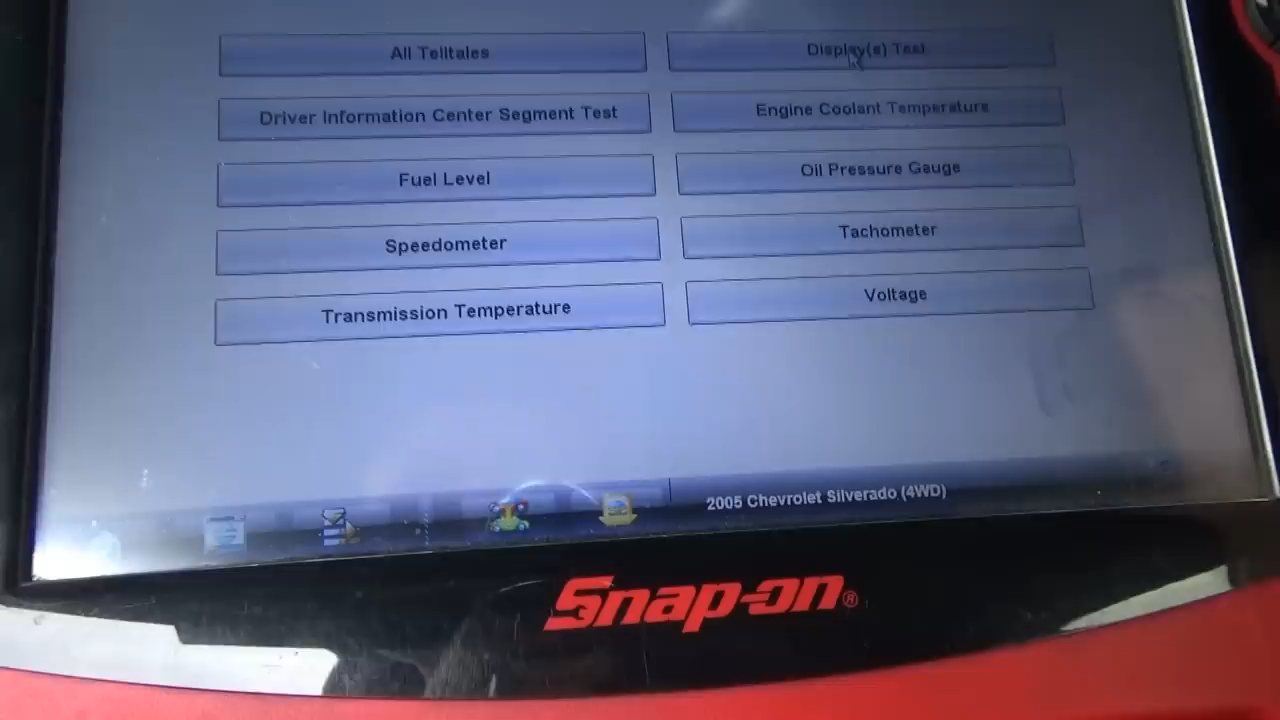 All Telltales
Display(s) Test
Driver Information Center Segment Test
Engine Coolant Temperature
Fuel Level
Oil Pressure Gauge
Speedometer
Tachometer
Transmission Temperature
Voltage
2005 Chevrolet Silverado (4WD)
Snap-on®